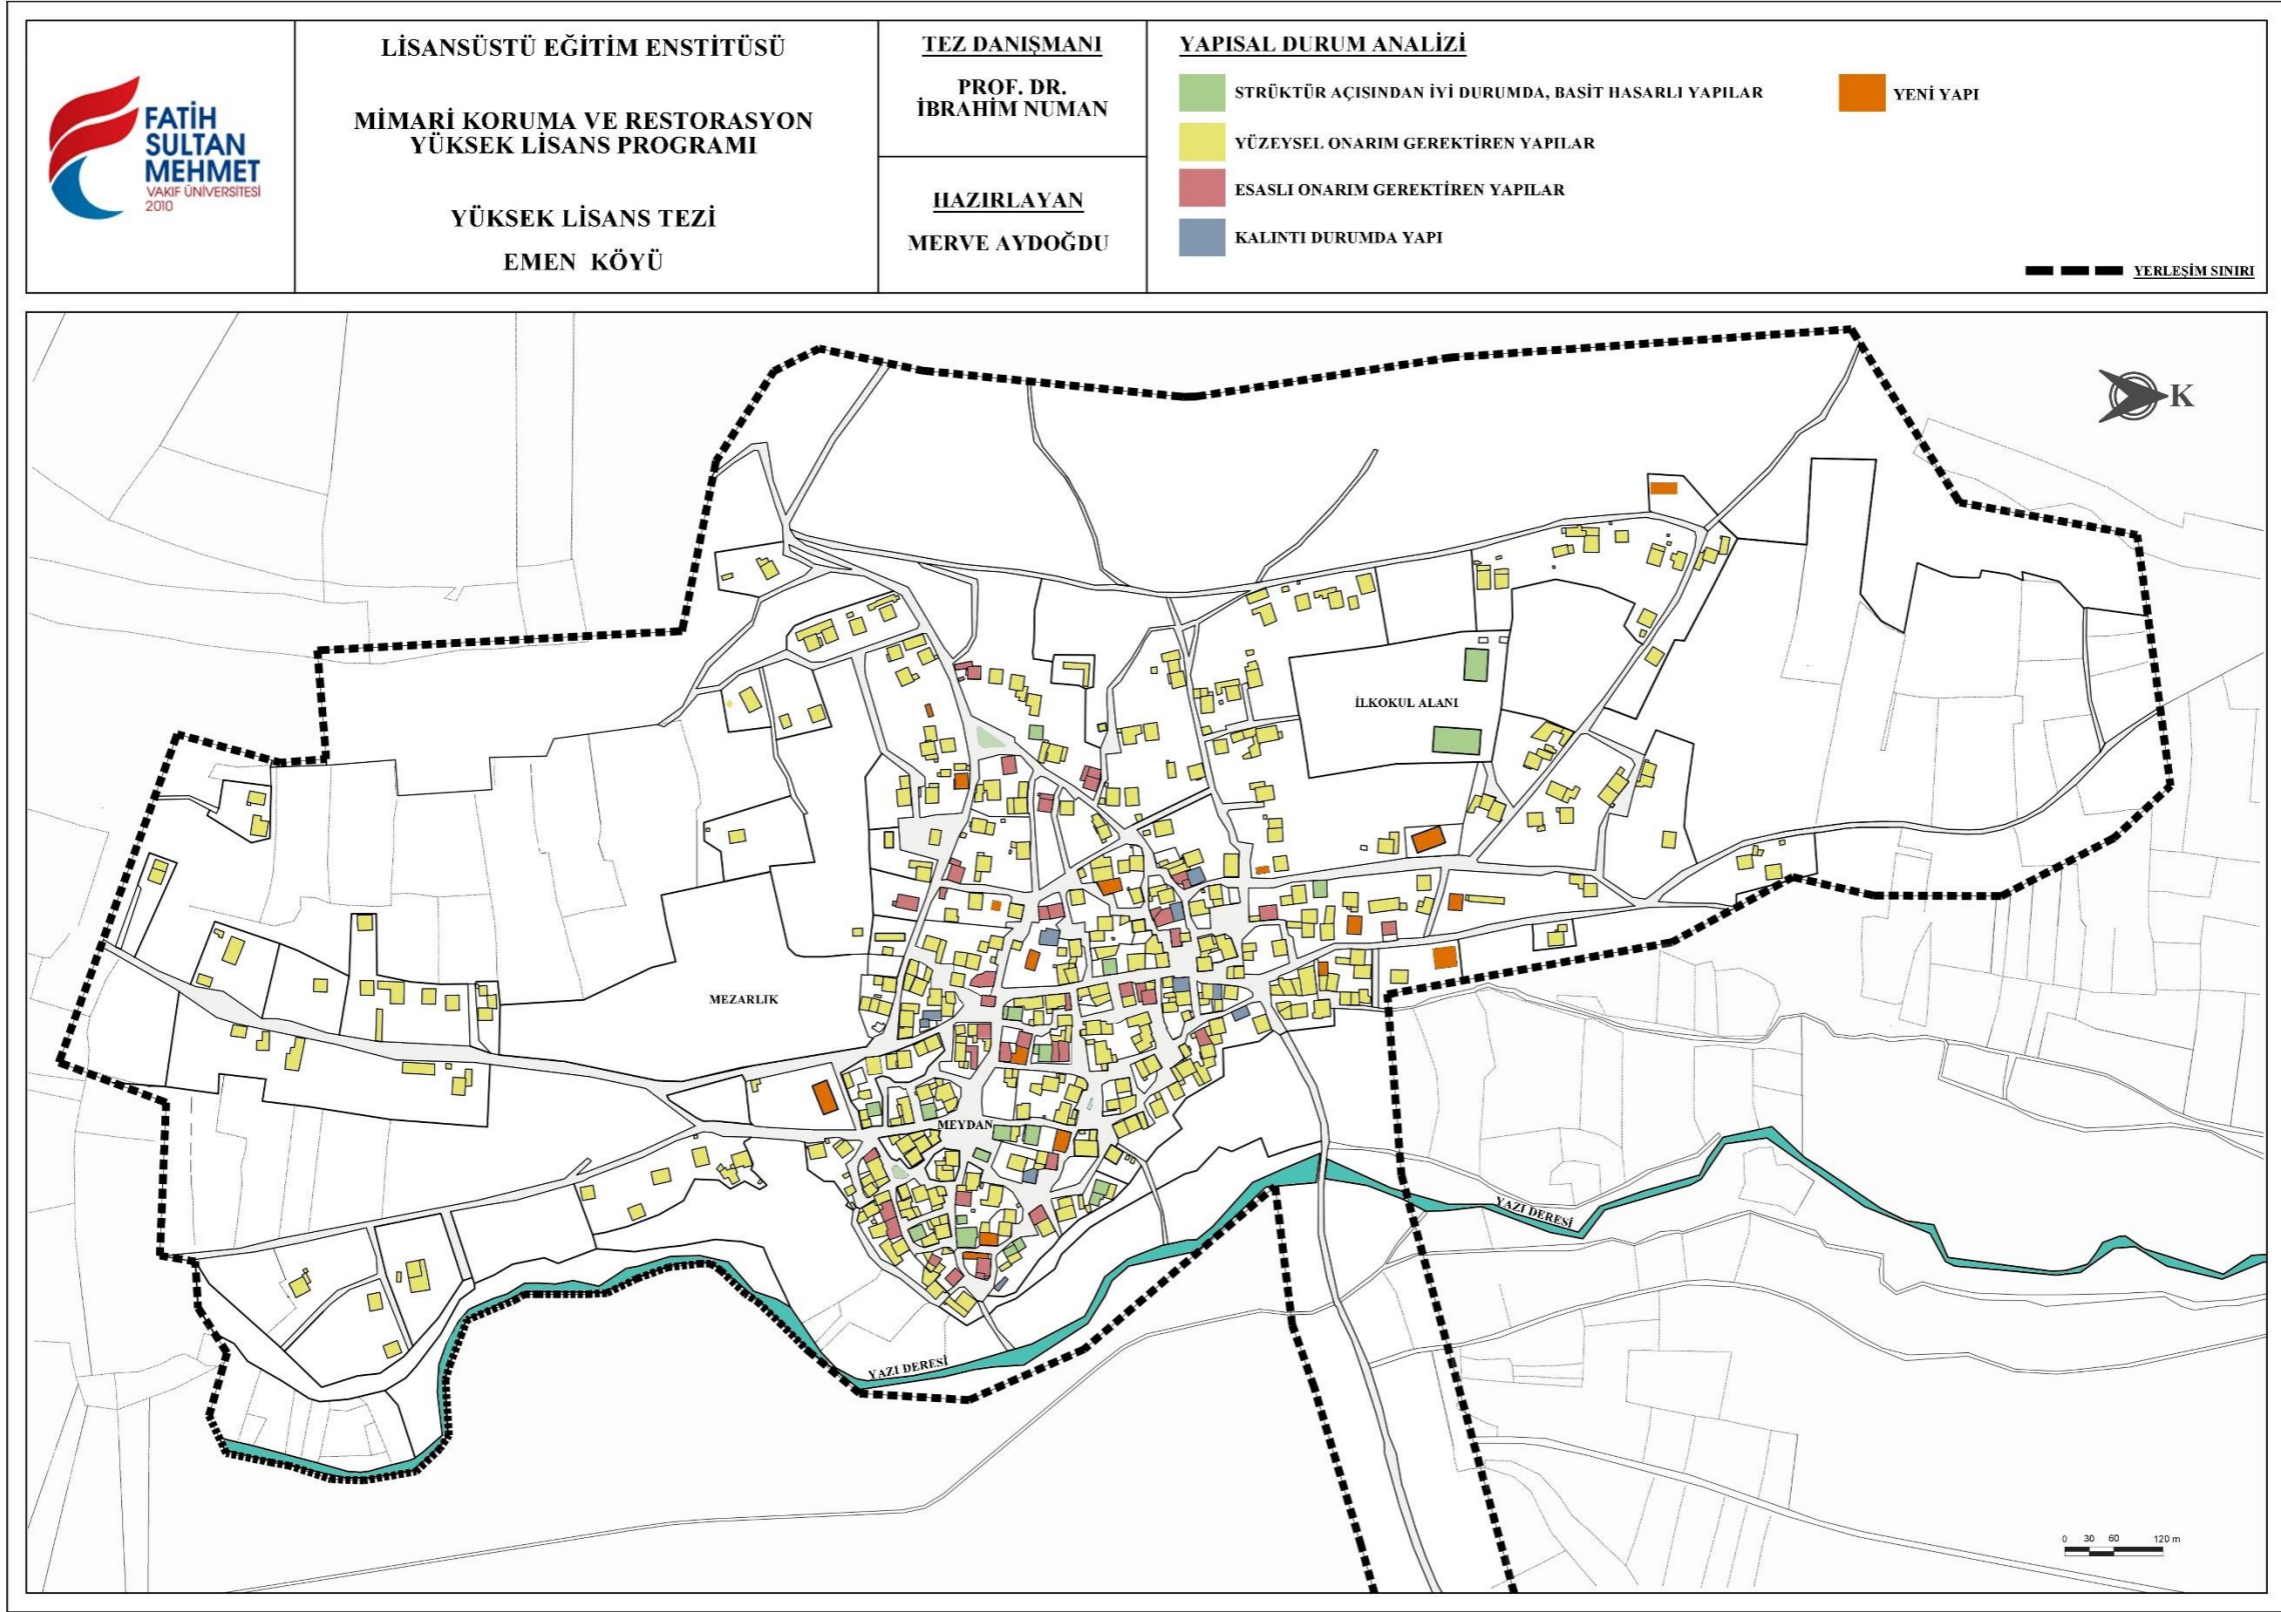 FATİH
SULTAN
MEHMET
VAKIF ÜNİVERSİTESİ
2010
LİSANSÜSTÜ EĞİTİM ENSTİTÜSÜ
MİMARİ KORUMA VE RESTORASYON
YÜKSEK LİSANS PROGRAMI
YÜKSEK LİSANS TEZİ
EMEN KÖYÜ
TEZ DANIŞMANI
PROF. DR.
İBRAHİM NUMAN
HAZIRLAYAN
MERVE AYDOĞDU
YAPISAL DURUM ANALİZİ
STRÜKTÜR AÇISINDAN İYİ DURUMDA, BASİT HASARLI YAPILAR
YÜZEYSEL ONARIM GEREKTİREN YAPILAR
ESASLI ONARIM GEREKTİREN YAPILAR
KALINTI DURUMDA YAPI
YENİ YAPI
YERLEŞİM SINIRI
K
İLKOKUL ALANI
MEZARLIK
MEYDAN
YAZI DERESİ
YAZI DERESİ
0 30 60 120 m